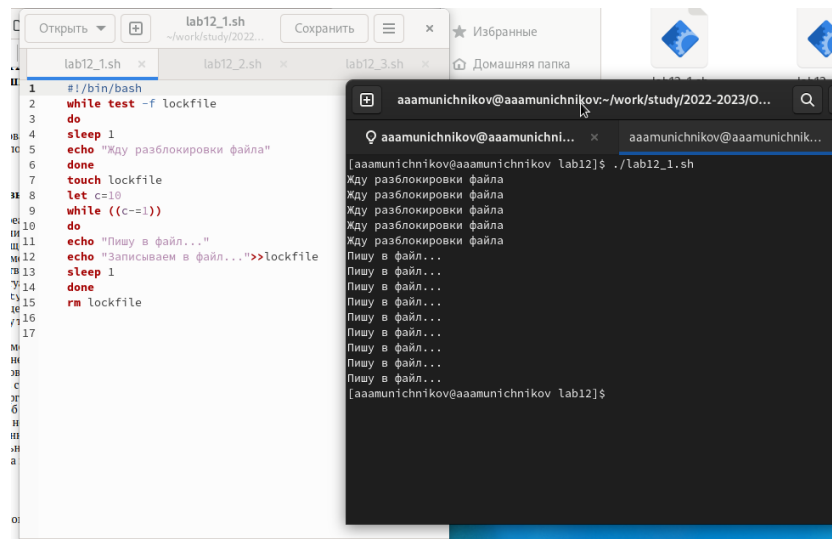 Открыть
lab12_1.sh
~/work/study/2022...
Сохранить
Избранные
Домашняя папка
lab12_1.sh
lab12_2.sh
lab12_3.sh
1 #!/bin/bash
2 while test -f lockfile
3 do
4 sleep 1
5 echo "Жду разблокировки файла"
6 done
7 touch lockfile
8 let c=10
9 while ((c-=1))
10 do
11 echo "Пишу в файл..."
12 echo "Записываем в файл...">>lockfile
13 sleep 1
14 done
15 rm lockfile
16
17
aaamunichnikov@aaamunichnikov:~/work/study/2022-2023/O...
aaamunichnikov@aaamunichni...
aaamunichnikov@aaamunichnik...
[aaamunichnikov@aaamunichnikov lab12]$ ./lab12_1.sh
Жду разблокировки файла
Жду разблокировки файла
Жду разблокировки файла
Жду разблокировки файла
Жду разблокировки файла
Пишу в файл...
Пишу в файл...
Пишу в файл...
Пишу в файл...
Пишу в файл...
Пишу в файл...
Пишу в файл...
Пишу в файл...
Пишу в файл...
[aaamunichnikov@aaamunichnikov lab12]$